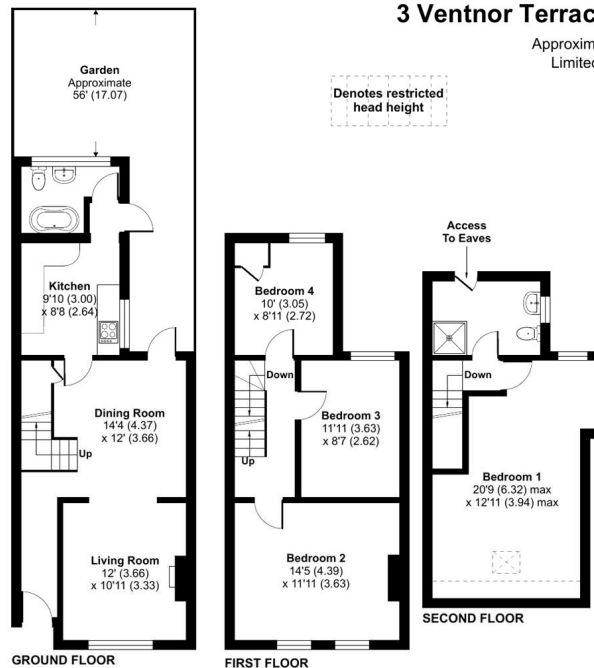 3 Ventnor Terrac
Approxim
Limited
Denotes restricted
head height
Garden
Approximate
56' (17.07)
Kitchen
9'10 (3.00)
x 8'8 (2.64)
Dining Room
14'4 (4.37)
x 12' (3.66)
Up
Living Room
12' (3.66)
x 10'11 (3.33)
GROUND FLOOR
Bedroom 4
10' (3.05)
x 8'11 (2.72)
Down
Bedroom 3
11'11 (3.63)
x 8'7 (2.62)
Up
Bedroom 2
14'5 (4.39)
x 11'11 (3.63)
FIRST FLOOR
Access
To Eaves
Down
Bedroom 1
20'9 (6.32) max
x 12'11 (3.94) max
SECOND FLOOR